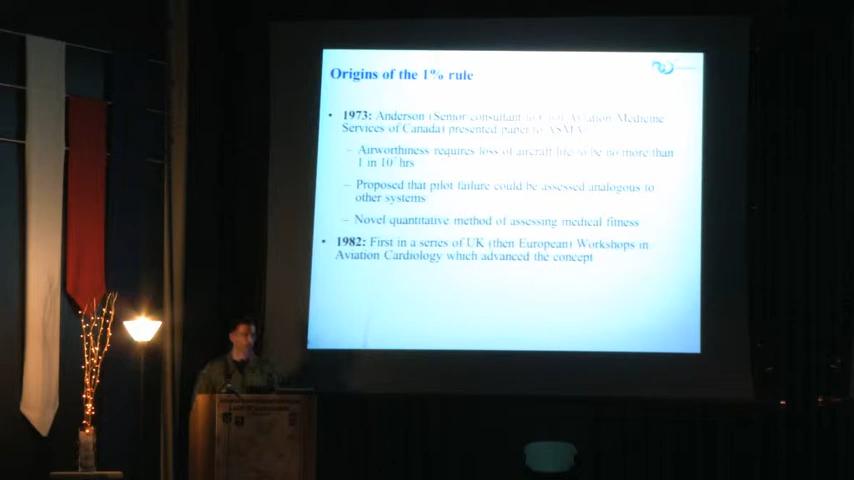 Origins of the 1% rule
• 1973: Anderson (Senior consultant to Civil Aviation Medicine
Services of Canada) presented paper to ASMA
– Airworthiness requires loss of aircraft life to be no more than
1 in 10⁷ hrs
– Proposed that pilot failure could be assessed analogous to
other systems
– Novel quantitative method of assessing medical fitness
• 1982: First in a series of UK (then European) Workshops in
Aviation Cardiology which advanced the concept